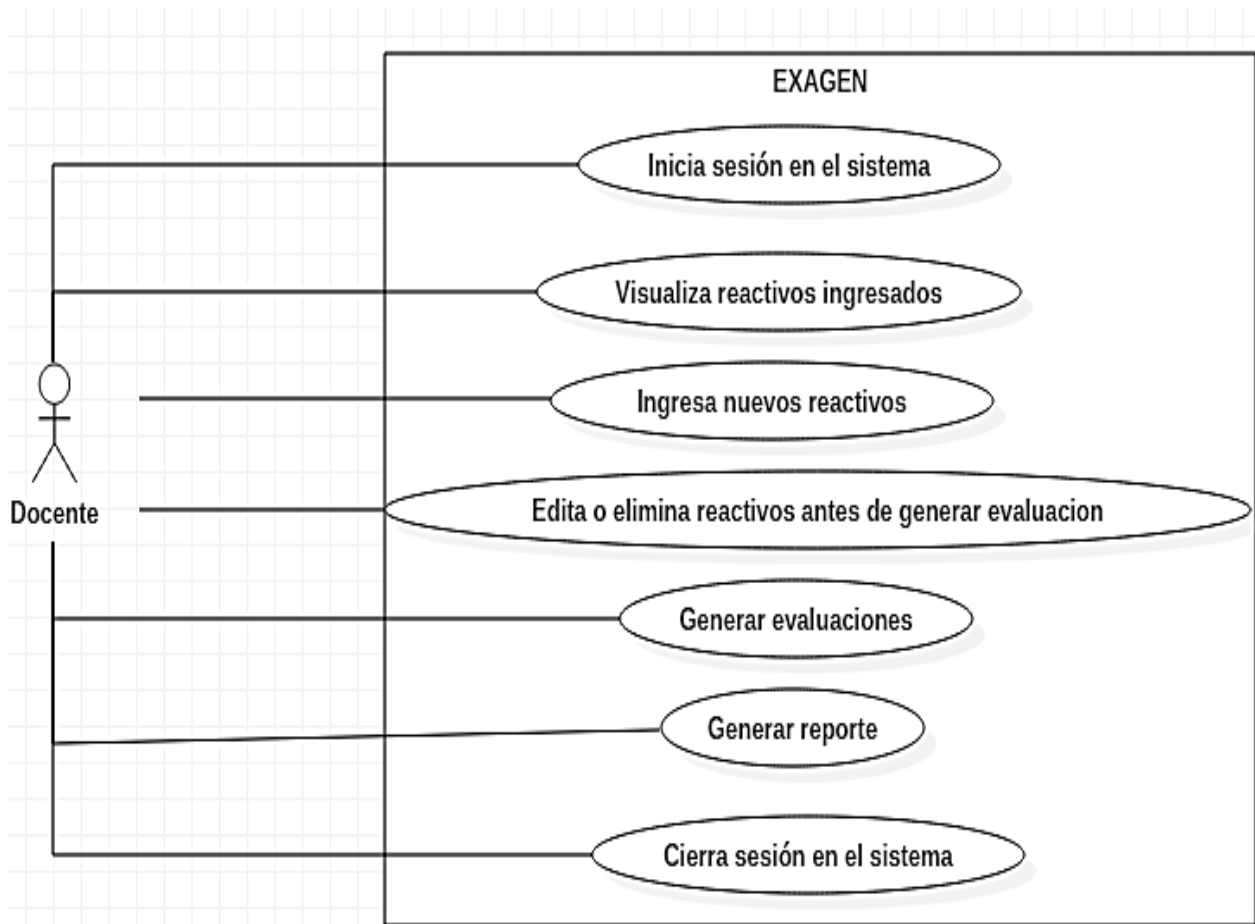 EXAGEN
Inicia sesión en el sistema
Visualiza reactivos ingresados
Ingresa nuevos reactivos
Docente
Edita o elimina reactivos antes de generar evaluacion
Generar evaluaciones
Generar reporte
Cierra sesión en el sistema